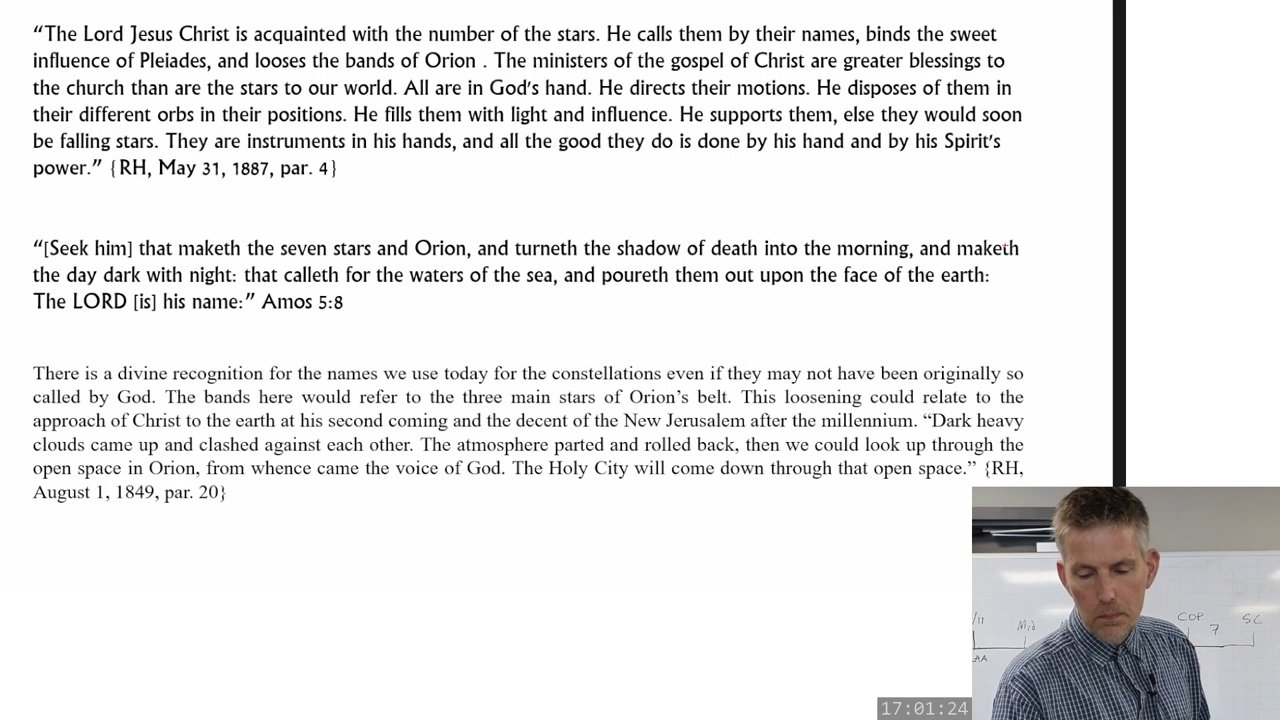 “The Lord Jesus Christ is acquainted with the number of the stars. He calls them by their names, binds the sweet
influence of Pleiades, and looses the bands of Orion . The ministers of the gospel of Christ are greater blessings to
the church than are the stars to our world. All are in God's hand. He directs their motions. He disposes of them in
their different orbs in their positions. He fills them with light and influence. He supports them, else they would soon
be falling stars. They are instruments in his hands, and all the good they do is done by his hand and by his Spirit's
power.” {RH, May 31, 1887, par. 4}
“[Seek him] that maketh the seven stars and Orion, and turneth the shadow of death into the morning, and maketh
the day dark with night: that calleth for the waters of the sea, and poureth them out upon the face of the earth:
The LORD [is] his name:” Amos 5:8
There is a divine recognition for the names we use today for the constellations even if they may not have been originally so
called by God. The bands here would refer to the three main stars of Orion’s belt. This loosening could relate to the
approach of Christ to the earth at his second coming and the decent of the New Jerusalem after the millennium. “Dark heavy
clouds came up and clashed against each other. The atmosphere parted and rolled back, then we could look up through the
open space in Orion, from whence came the voice of God. The Holy City will come down through that open space.” {RH,
August 1, 1849, par. 20}
/11 Mid COP 7 SC
AA
17:01:24